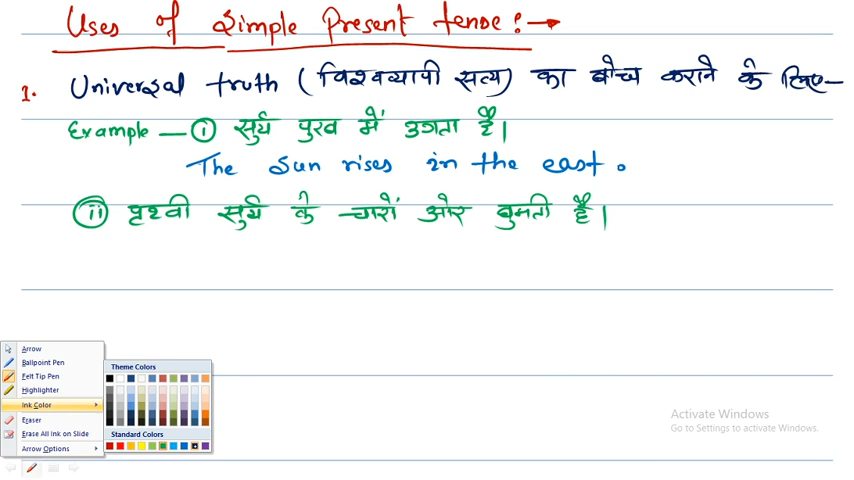 Uses of Simple Present tense :→
1. Universal truth (विश्वव्यापी सत्य) का बोध कराने के लिए–
Example — (i) सुर्य पुरब में उगता है।
The Sun rises in the east.
(ii) पृथ्वी सुर्य के चारों ओर घुमती है।
Arrow
Ballpoint Pen
Felt Tip Pen
Highlighter
Ink Color
Eraser
Erase All Ink on Slide
Arrow Options
Theme Colors
Standard Colors
Activate Windows
Go to Settings to activate Windows.